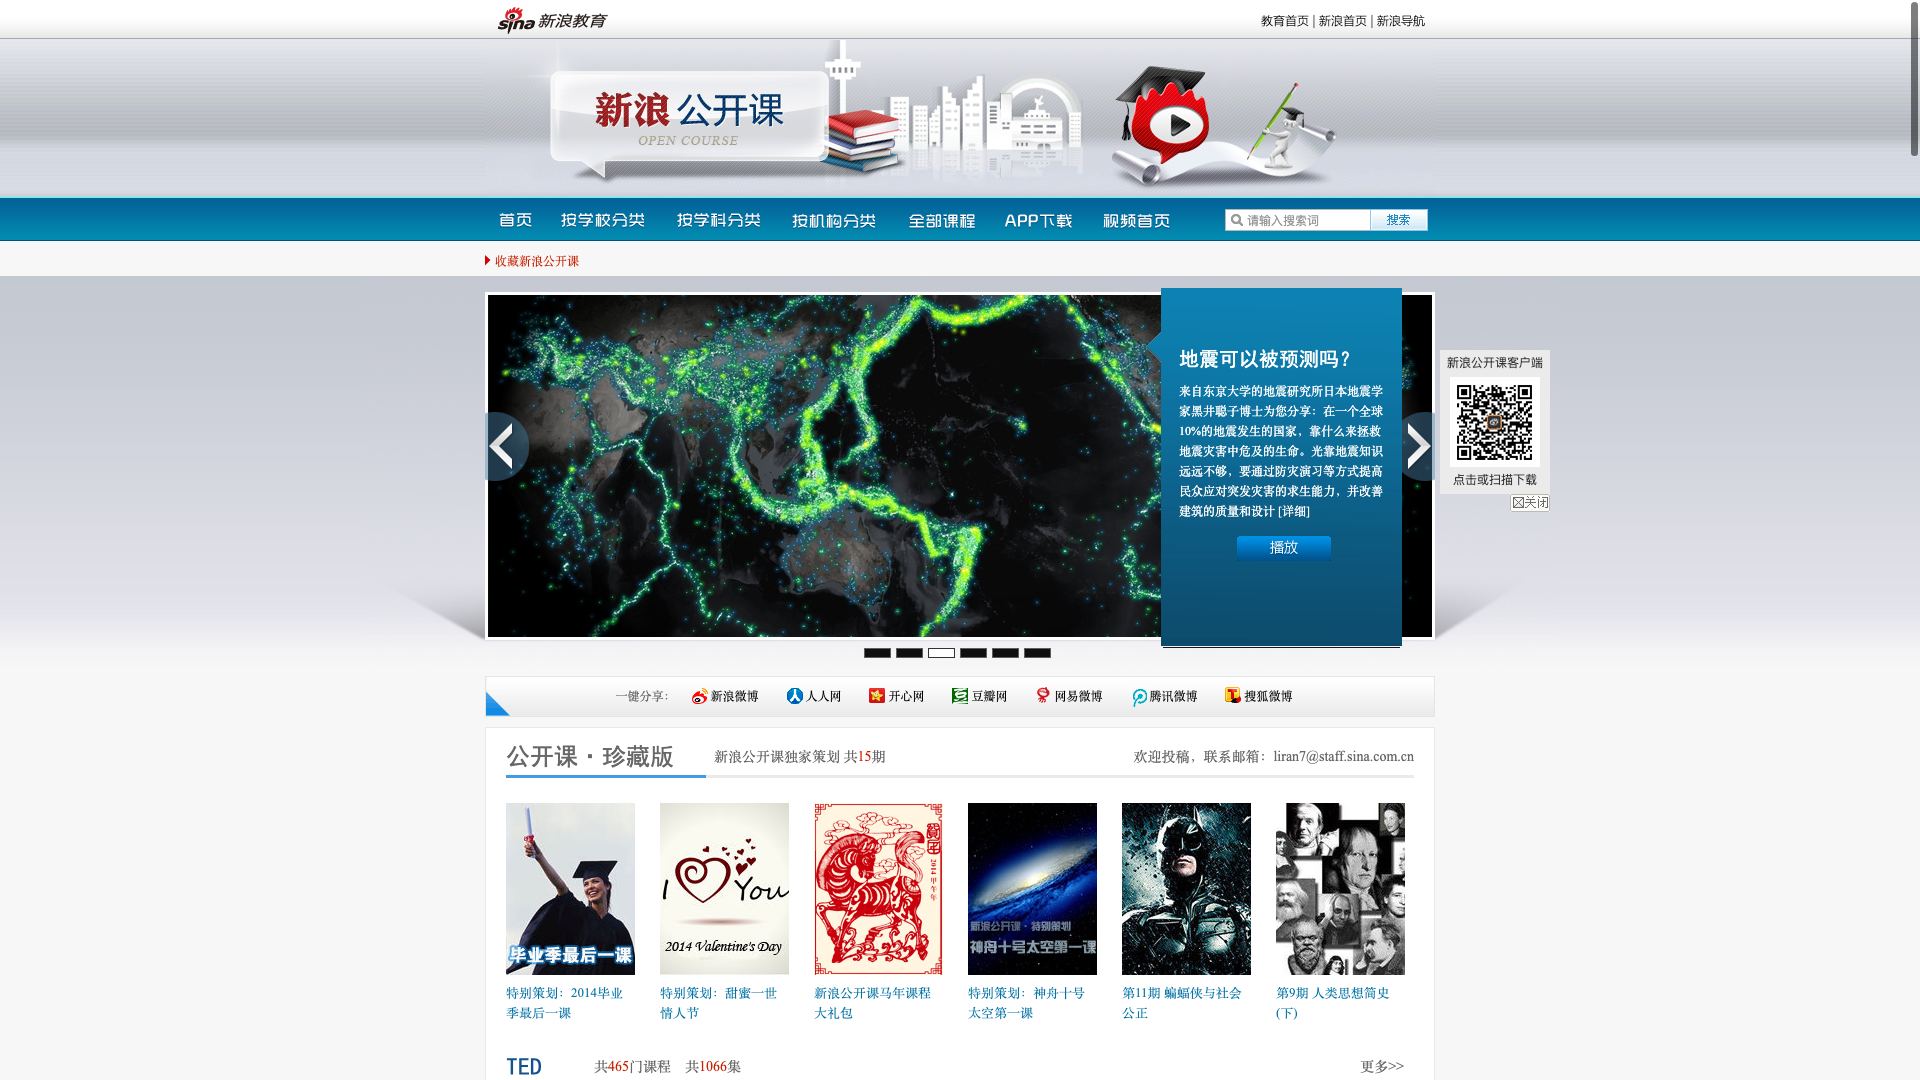 sina 新浪教育
教育首页 | 新浪首页 | 新浪导航
新浪 公开课
OPEN COURSE
首页 按学校分类 按学科分类 按机构分类 全部课程 APP下载 视频首页
请输入搜索词 搜索
收藏新浪公开课
地震可以被预测吗？
来自东京大学的地震研究所日本地震学
家黑井聪子博士为您分享：在一个全球
10%的地震发生的国家，靠什么来拯救
地震灾害中危及的生命。光靠地震知识
远远不够，要通过防灾演习等方式提高
民众应对突发灾害的求生能力，并改善
建筑的质量和设计 [详细]
播放
新浪公开课客户端
点击或扫描下载
关闭
一键分享： 新浪微博 人人网 开心网 豆瓣网 网易微博 腾讯微博 搜狐微博
公开课·珍藏版 新浪公开课独家策划 共15期 欢迎投稿，联系邮箱：liran7@staff.sina.com.cn
毕业季最后一课
I You
2014 Valentine's Day
2014 甲午年
新浪公开课·特别策划
神舟十号太空第一课
特别策划：2014毕业
季最后一课
特别策划：甜蜜一世
情人节
新浪公开课马年课程
大礼包
特别策划：神舟十号
太空第一课
第11期 蝙蝠侠与社会
公正
第9期 人类思想简史
(下)
TED 共465门课程 共1066集 更多>>